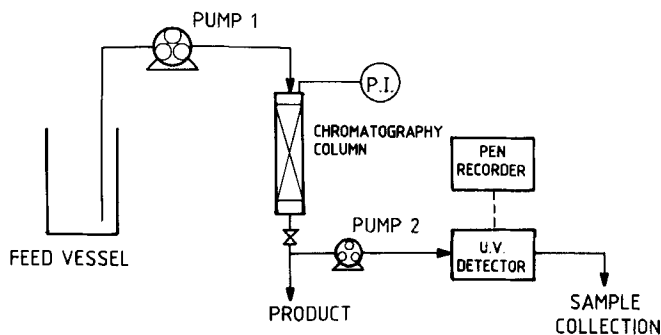 PUMP 1
P.I.
CHROMATOGRAPHY
COLUMN
PEN
RECORDER
PUMP 2
U.V.
DETECTOR
FEED VESSEL
PRODUCT
SAMPLE
COLLECTION